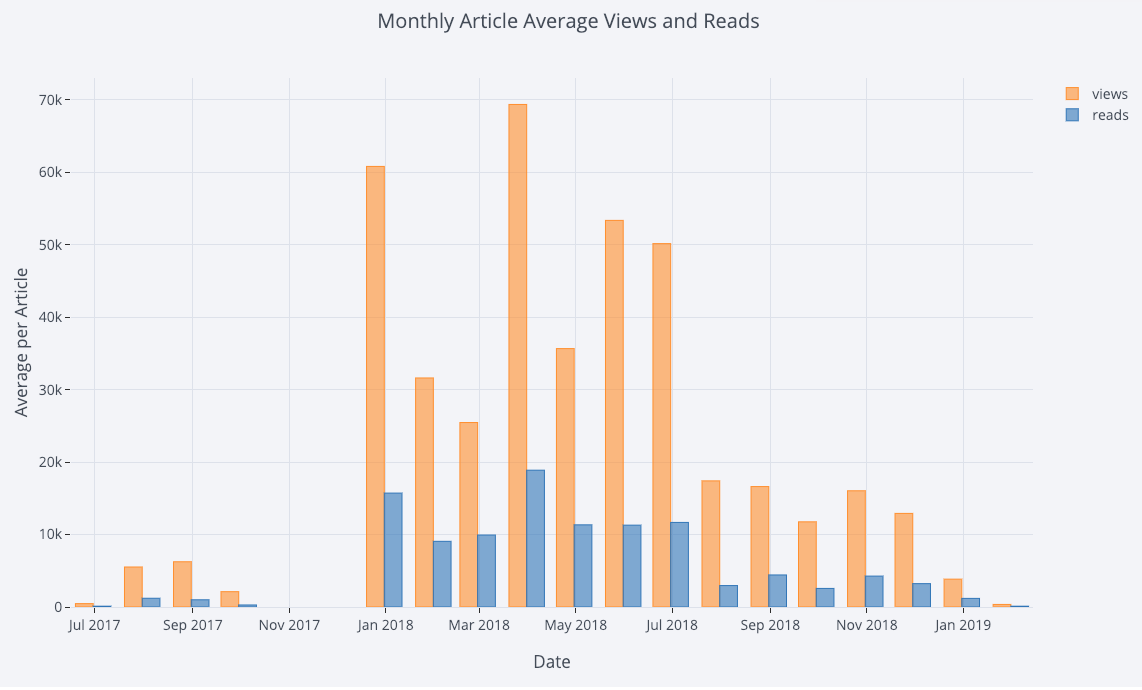 Monthly Article Average Views and Reads
views
reads
Average per Article
70k
60k
50k
40k
30k
20k
10k
0
Jul 2017 Sep 2017 Nov 2017 Jan 2018 Mar 2018 May 2018 Jul 2018 Sep 2018 Nov 2018 Jan 2019
Date